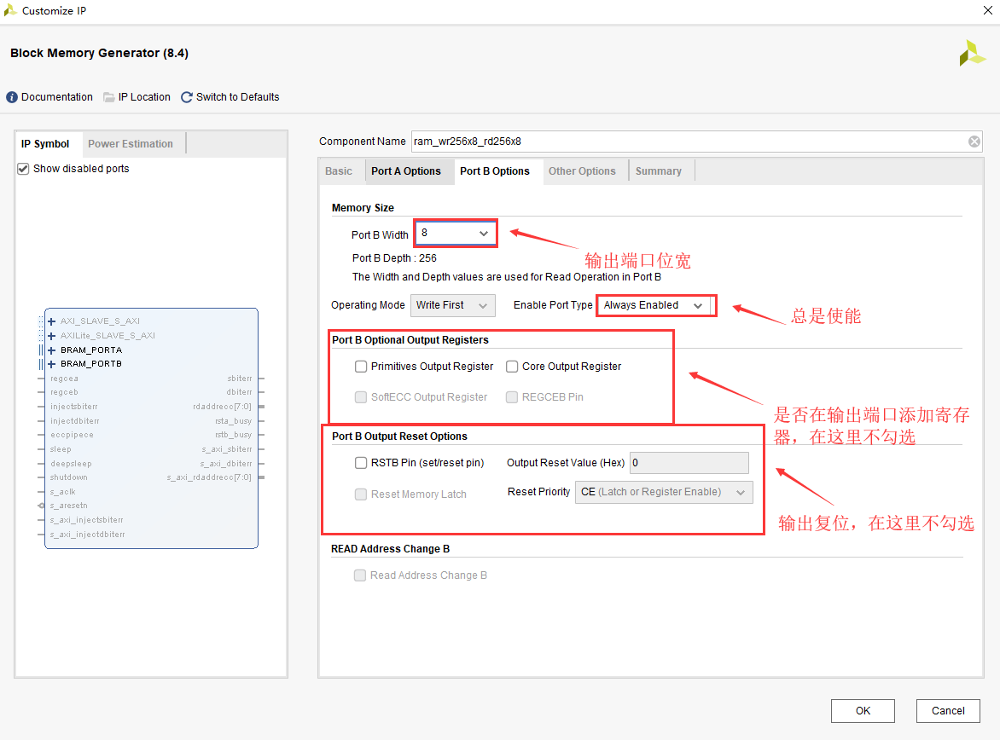 Customize IP
Block Memory Generator (8.4)
Documentation IP Location Switch to Defaults
IP Symbol Power Estimation
Show disabled ports
AXI_SLAVE_S_AXI
AXILite_SLAVE_S_AXI
BRAM_PORTA
BRAM_PORTB
regcea sbiterr
regceb dbiterr
injectsbiterr rdaddrecc[7:0]
injectdbiterr rsta_busy
eccpipece rstb_busy
sleep s_axi_sbiterr
deepsleep s_axi_dbiterr
shutdown s_axi_rdaddrecc[7:0]
s_aclk
s_aresetn
s_axi_injectsbiterr
s_axi_injectdbiterr
Component Name ram_wr256x8_rd256x8
Basic Port A Options Port B Options Other Options Summary
Memory Size
Port B Width 8
输出端口位宽
Port B Depth : 256
The Width and Depth values are used for Read Operation in Port B
Operating Mode Write First Enable Port Type Always Enabled
总是使能
Port B Optional Output Registers
Primitives Output Register Core Output Register
SoftECC Output Register REGCEB Pin
是否在输出端口添加寄存
器，在这里不勾选
Port B Output Reset Options
RSTB Pin (set/reset pin) Output Reset Value (Hex) 0
Reset Memory Latch Reset Priority CE (Latch or Register Enable)
输出复位，在这里不勾选
READ Address Change B
Read Address Change B
OK Cancel